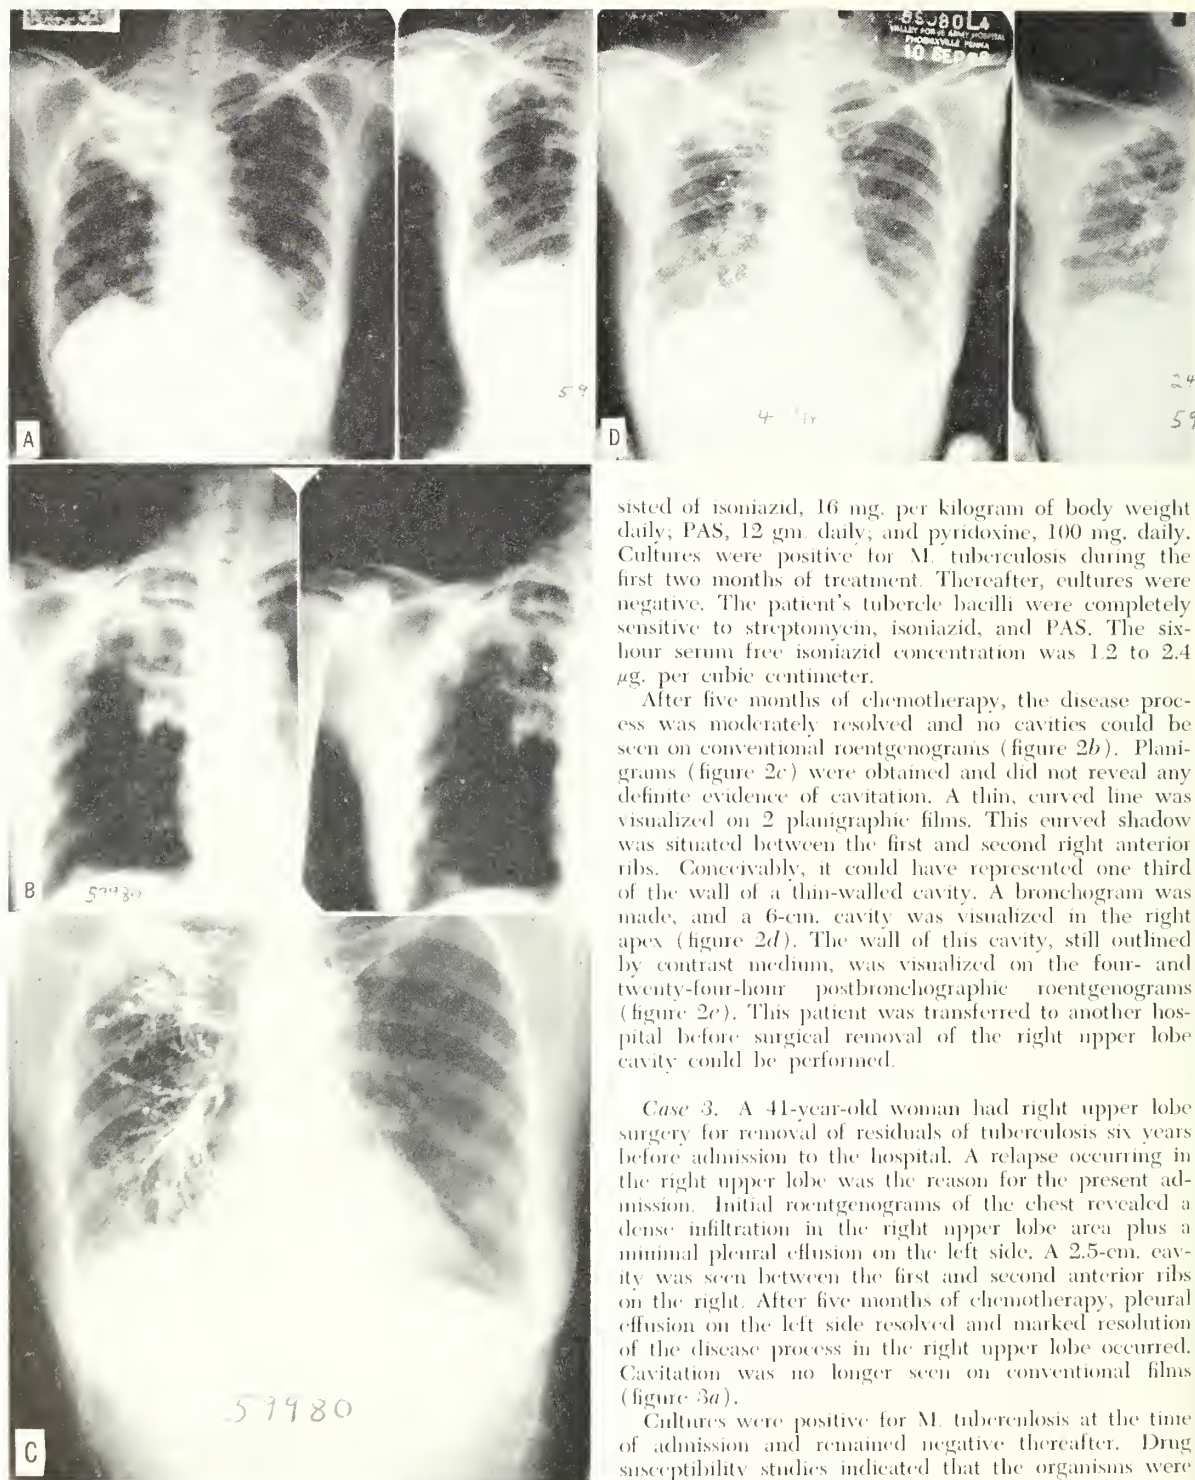 8S080L4
VALLEY FORGE ARMY HOSPITAL
PHOENIXVILLE PENNA
A
59
D
24
59
B
59980
C
59980
sisted of isoniazid, 16 mg. per kilogram of body weight
daily; PAS, 12 gm. daily; and pyridoxine, 100 mg. daily.
Cultures were positive for M. tuberculosis during the
first two months of treatment. Thereafter, cultures were
negative. The patient's tubercle bacilli were completely
sensitive to streptomycin, isoniazid, and PAS. The six-
hour serum free isoniazid concentration was 1.2 to 2.4
μg. per cubic centimeter.
After five months of chemotherapy, the disease proc-
ess was moderately resolved and no cavities could be
seen on conventional roentgenograms (figure 2b). Plani-
grams (figure 2c) were obtained and did not reveal any
definite evidence of cavitation. A thin, curved line was
visualized on 2 planigraphic films. This curved shadow
was situated between the first and second right anterior
ribs. Conceivably, it could have represented one third
of the wall of a thin-walled cavity. A bronchogram was
made, and a 6-cm. cavity was visualized in the right
apex (figure 2d). The wall of this cavity, still outlined
by contrast medium, was visualized on the four- and
twenty-four-hour postbronchographic roentgenograms
(figure 2e). This patient was transferred to another hos-
pital before surgical removal of the right upper lobe
cavity could be performed.
Case 3. A 41-year-old woman had right upper lobe
surgery for removal of residuals of tuberculosis six years
before admission to the hospital. A relapse occurring in
the right upper lobe was the reason for the present ad-
mission. Initial roentgenograms of the chest revealed a
dense infiltration in the right upper lobe area plus a
minimal pleural effusion on the left side. A 2.5-cm. cav-
ity was seen between the first and second anterior ribs
on the right. After five months of chemotherapy, pleural
effusion on the left side resolved and marked resolution
of the disease process in the right upper lobe occurred.
Cavitation was no longer seen on conventional films
(figure 3a).
Cultures were positive for M. tuberculosis at the time
of admission and remained negative thereafter. Drug
susceptibility studies indicated that the organisms were